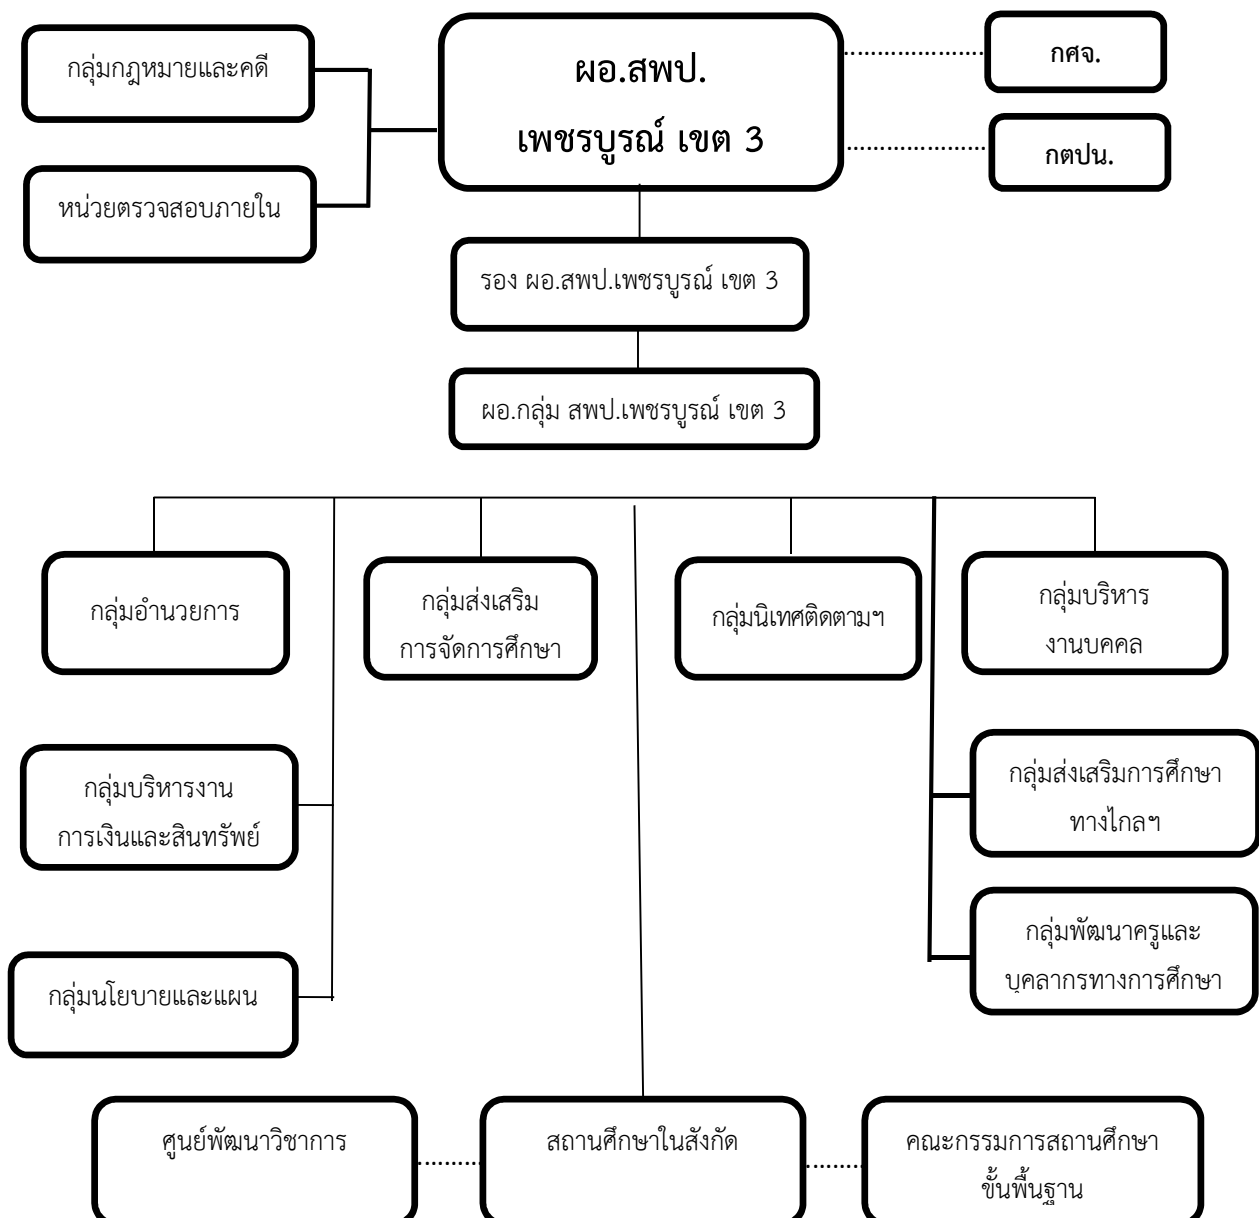 กลุ่มกฎหมายและคดี
ผอ.สพป.
เพชรบูรณ์ เขต 3
กศจ.
กตปน.
หน่วยตรวจสอบภายใน
รอง ผอ.สพป.เพชรบูรณ์ เขต 3
ผอ.กลุ่ม สพป.เพชรบูรณ์ เขต 3
กลุ่มอำนวยการ
กลุ่มส่งเสริม
การจัดการศึกษา
กลุ่มนิเทศติดตามฯ
กลุ่มบริหาร
งานบคคล
กลุ่มบริหารงาน
การเงินและสินทรัพย์
กลุ่มส่งเสริมการศึกษา
ทางไกลฯ
กลุ่มนโยบายและแผน
กลุ่มพัฒนาครูและ
บุคลากรทางการศึกษา
ศูนย์พัฒนาวิชาการ
สถานศึกษาในสังกัด
คณะกรรมการสถานศึกษา
ขั้นพื้นฐาน